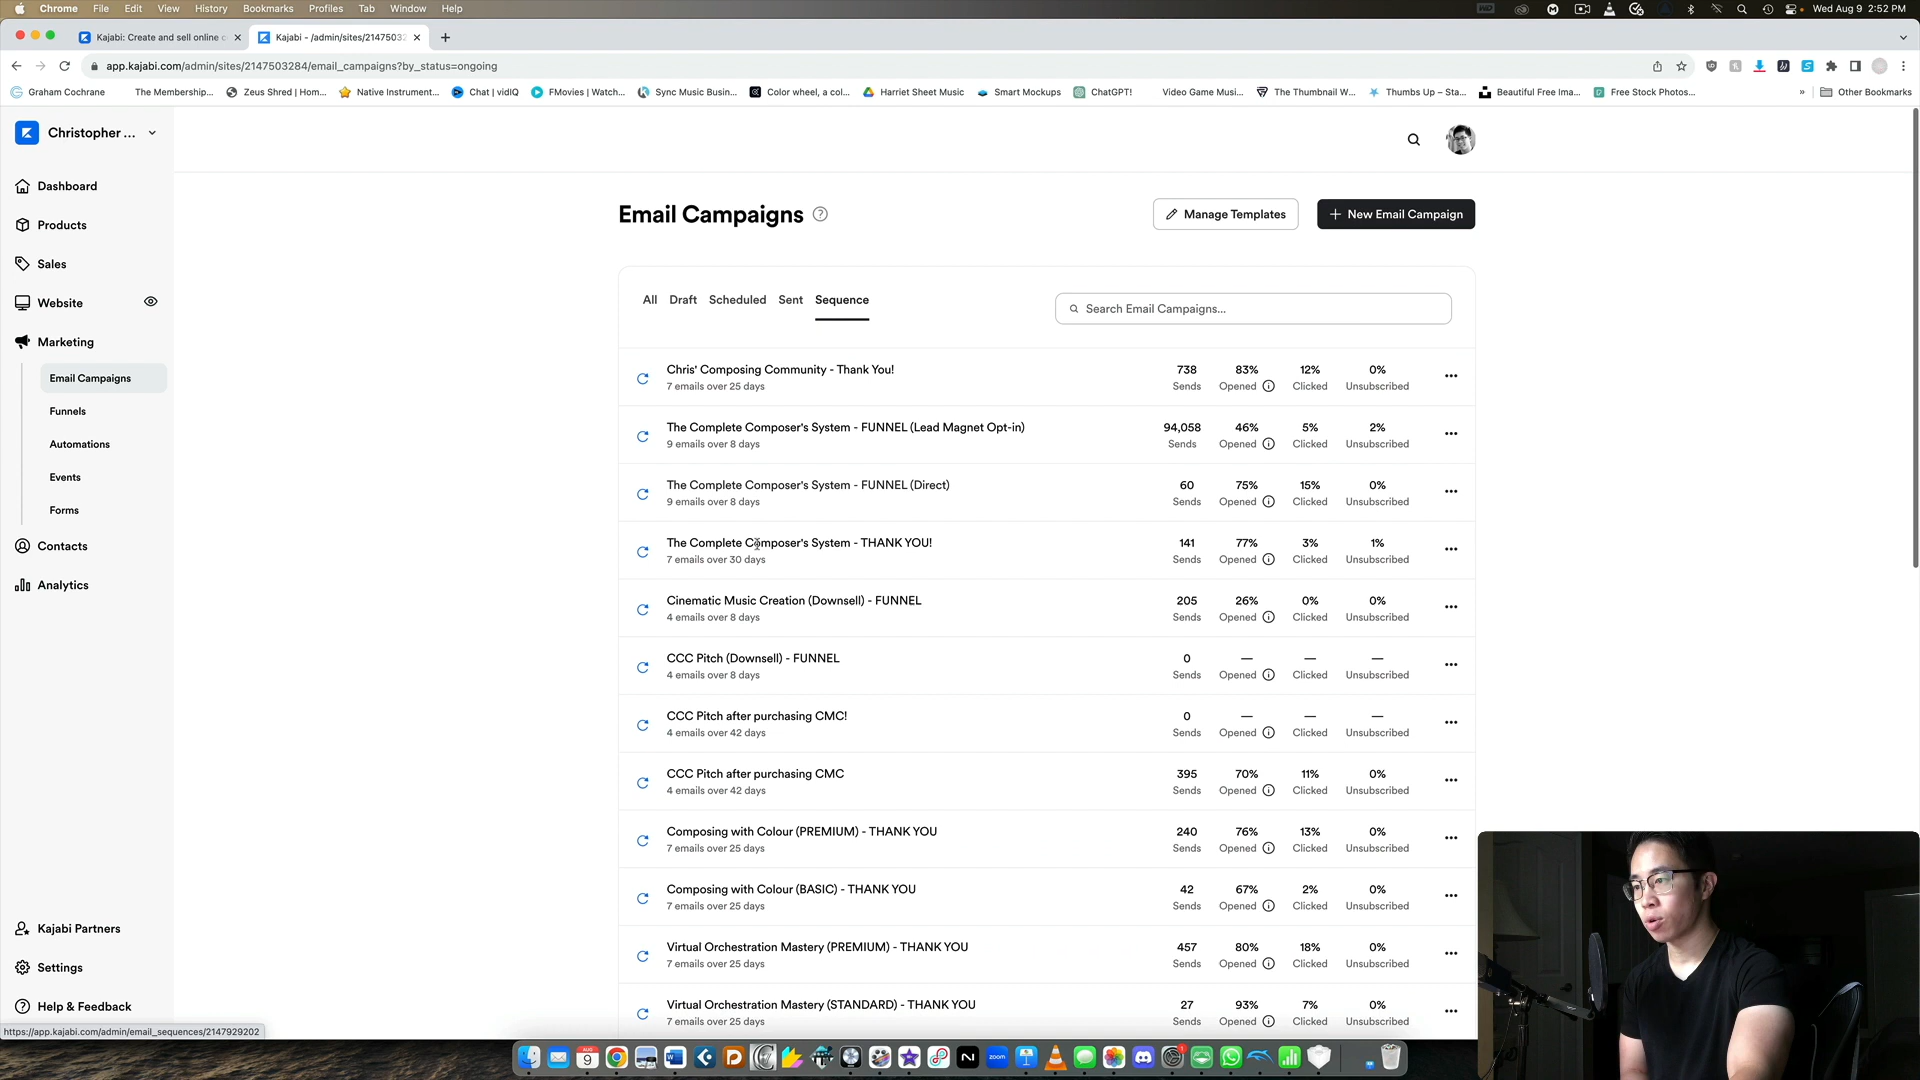 Chrome File Edit View History Bookmarks Profiles Tab Window Help
Wed Aug 9 2:52 PM
Kajabi: Create and sell online c
Kajabi - /admin/sites/21475032
app.kajabi.com/admin/sites/2147503284/email_campaigns?by_status=ongoing
Graham Cochrane The Membership... Zeus Shred | Hom... Native Instrument... Chat | vidIQ FMovies | Watch... Sync Music Busin... Color wheel, a col... Harriet Sheet Music Smart Mockups ChatGPT! Video Game Musi... The Thumbnail W... Thumbs Up – Sta... Beautiful Free Ima... Free Stock Photos... » Other Bookmarks
Christopher ...
Dashboard
Products
Sales
Website
Marketing
Email Campaigns
Funnels
Automations
Events
Forms
Contacts
Analytics
Kajabi Partners
Settings
Help & Feedback
https://app.kajabi.com/admin/email_sequences/2147929202
Email Campaigns ?
Manage Templates
+ New Email Campaign
All Draft Scheduled Sent Sequence
Search Email Campaigns...
Chris' Composing Community - Thank You! 738 83% 12% 0%
7 emails over 25 days Sends Opened Clicked Unsubscribed
The Complete Composer's System - FUNNEL (Lead Magnet Opt-in) 94,058 46% 5% 2%
9 emails over 8 days Sends Opened Clicked Unsubscribed
The Complete Composer's System - FUNNEL (Direct) 60 75% 15% 0%
9 emails over 8 days Sends Opened Clicked Unsubscribed
The Complete Composer's System - THANK YOU! 141 77% 3% 1%
7 emails over 30 days Sends Opened Clicked Unsubscribed
Cinematic Music Creation (Downsell) - FUNNEL 205 26% 0% 0%
4 emails over 8 days Sends Opened Clicked Unsubscribed
CCC Pitch (Downsell) - FUNNEL 0 — — —
4 emails over 8 days Sends Opened Clicked Unsubscribed
CCC Pitch after purchasing CMC! 0 — — —
4 emails over 42 days Sends Opened Clicked Unsubscribed
CCC Pitch after purchasing CMC 395 70% 11% 0%
4 emails over 42 days Sends Opened Clicked Unsubscribed
Composing with Colour (PREMIUM) - THANK YOU 240 76% 13% 0%
7 emails over 25 days Sends Opened Clicked Unsubscribed
Composing with Colour (BASIC) - THANK YOU 42 67% 2% 0%
7 emails over 25 days Sends Opened Clicked Unsubscribed
Virtual Orchestration Mastery (PREMIUM) - THANK YOU 457 80% 18% 0%
7 emails over 25 days Sends Opened Clicked Unsubscribed
Virtual Orchestration Mastery (STANDARD) - THANK YOU 27 93% 7% 0%
7 emails over 25 days Sends Opened Clicked Unsubscribed
zoom